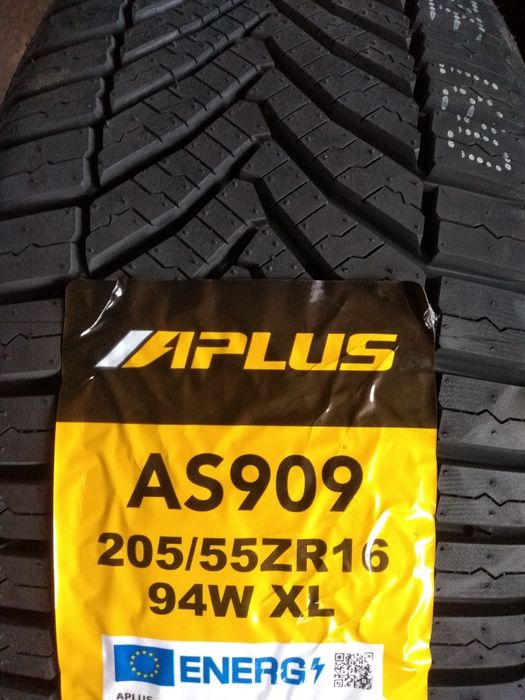 APLUS
AS909
205/55ZR16
94W XL
ENERG
APLUS